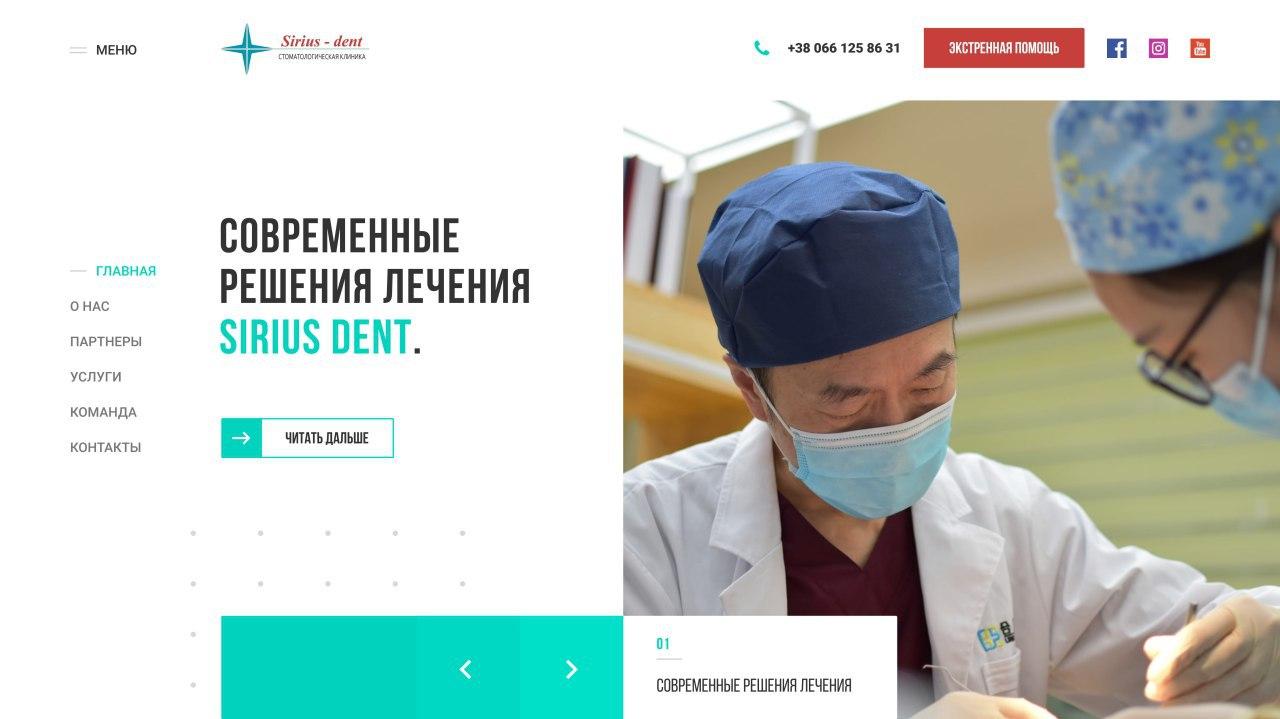 МЕНЮ
Sirius - dent
СТОМАТОЛОГИЧЕСКАЯ КЛИНИКА
+38 066 125 86 31
ЭКСТРЕННАЯ ПОМОЩЬ
You
Tube
СОВРЕМЕННЫЕ
РЕШЕНИЯ ЛЕЧЕНИЯ
SIRIUS DENT.
ГЛАВНАЯ
О НАС
ПАРТНЕРЫ
УСЛУГИ
КОМАНДА
КОНТАКТЫ
ЧИТАТЬ ДАЛЬШЕ
01
СОВРЕМЕННЫЕ РЕШЕНИЯ ЛЕЧЕНИЯ